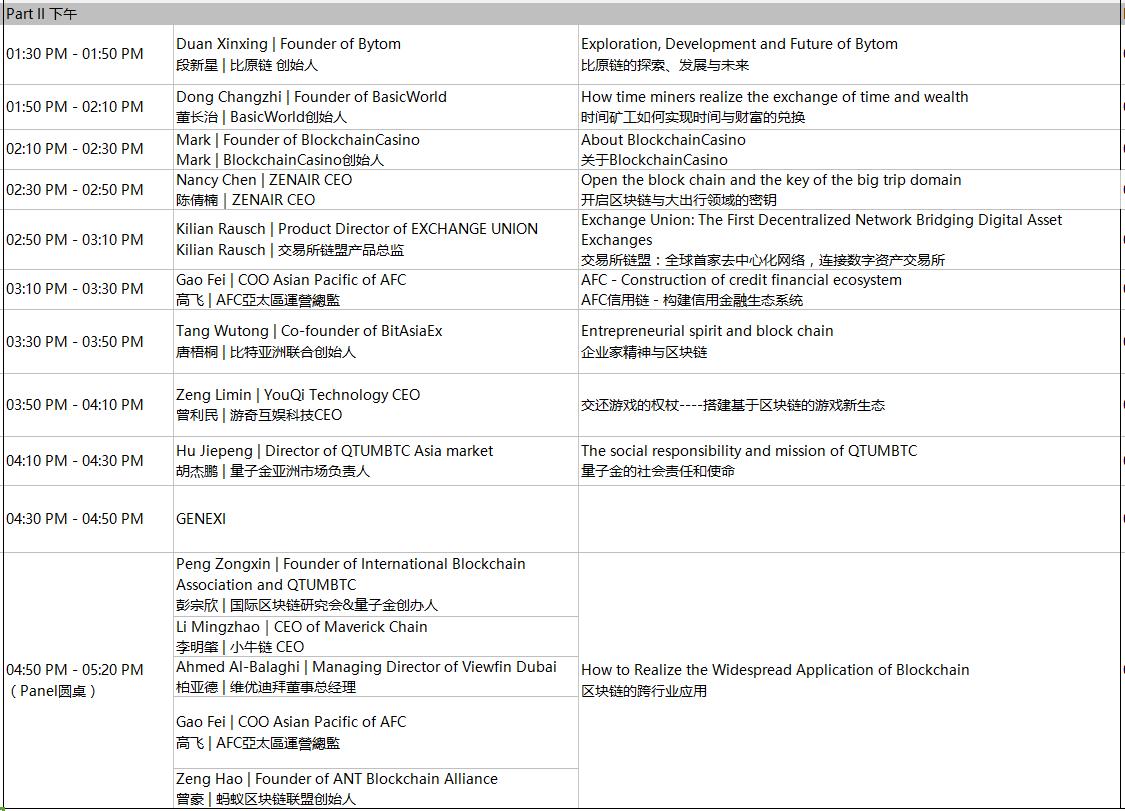 Part II 下午
01:30 PM - 01:50 PM
Duan Xinxing | Founder of Bytom
段新星 | 比原链 创始人
Exploration, Development and Future of Bytom
比原链的探索、发展与未来
01:50 PM - 02:10 PM
Dong Changzhi | Founder of BasicWorld
董长治 | BasicWorld创始人
How time miners realize the exchange of time and wealth
时间矿工如何实现时间与财富的兑换
02:10 PM - 02:30 PM
Mark | Founder of BlockchainCasino
Mark | BlockchainCasino创始人
About BlockchainCasino
关于BlockchainCasino
02:30 PM - 02:50 PM
Nancy Chen | ZENAIR CEO
陈倩楠 | ZENAIR CEO
Open the block chain and the key of the big trip domain
开启区块链与大出行领域的密钥
02:50 PM - 03:10 PM
Kilian Rausch | Product Director of EXCHANGE UNION
Kilian Rausch | 交易所链盟产品总监
Exchange Union: The First Decentralized Network Bridging Digital Asset
Exchanges
交易所链盟：全球首家去中心化网络，连接数字资产交易所
03:10 PM - 03:30 PM
Gao Fei | COO Asian Pacific of AFC
高飞 | AFC亞太區運營總監
AFC - Construction of credit financial ecosystem
AFC信用链 - 构建信用金融生态系统
03:30 PM - 03:50 PM
Tang Wutong | Co-founder of BitAsiaEx
唐梧桐 | 比特亚洲联合创始人
Entrepreneurial spirit and block chain
企业家精神与区块链
03:50 PM - 04:10 PM
Zeng Limin | YouQi Technology CEO
曾利民 | 游奇互娱科技CEO
交还游戏的权杖----搭建基于区块链的游戏新生态
04:10 PM - 04:30 PM
Hu Jiepeng | Director of QTUMBTC Asia market
胡杰鹏 | 量子金亚洲市场负责人
The social responsibility and mission of QTUMBTC
量子金的社会责任和使命
04:30 PM - 04:50 PM
GENEXI
04:50 PM - 05:20 PM
（Panel圆桌）
Peng Zongxin | Founder of International Blockchain
Association and QTUMBTC
彭宗欣 | 国际区块链研究会&量子金创办人
Li Mingzhao | CEO of Maverick Chain
李明肇 | 小牛链 CEO
Ahmed Al-Balaghi | Managing Director of Viewfin Dubai
柏亚德 | 维优迪拜董事总经理
Gao Fei | COO Asian Pacific of AFC
高飞 | AFC亞太區運營總監
Zeng Hao | Founder of ANT Blockchain Alliance
曾豪 | 蚂蚁区块链联盟创始人
How to Realize the Widespread Application of Blockchain
区块链的跨行业应用